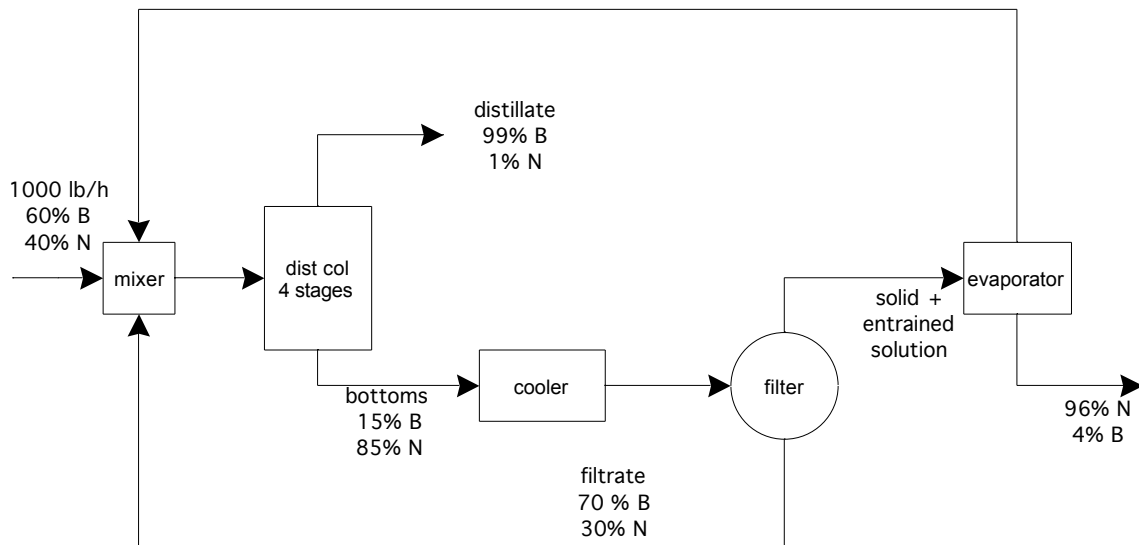 distillate
99% B
1% N
1000 lb/h
60% B
40% N
mixer
dist col
4 stages
evaporator
solid +
entrained
solution
bottoms
15% B
85% N
cooler
filter
96% N
4% B
filtrate
70 % B
30% N